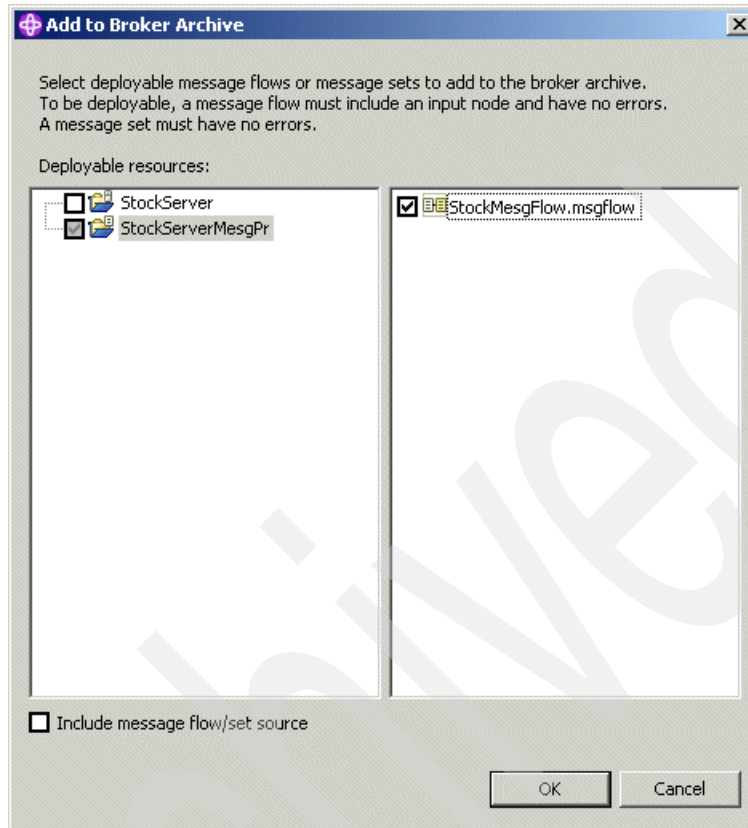 Add to Broker Archive
Select deployable message flows or message sets to add to the broker archive.
To be deployable, a message flow must include an input node and have no errors.
A message set must have no errors.
Deployable resources:
StockServer
StockServerMesgPr
StockMesgFlow.msgflow
Include message flow/set source
OK
Cancel